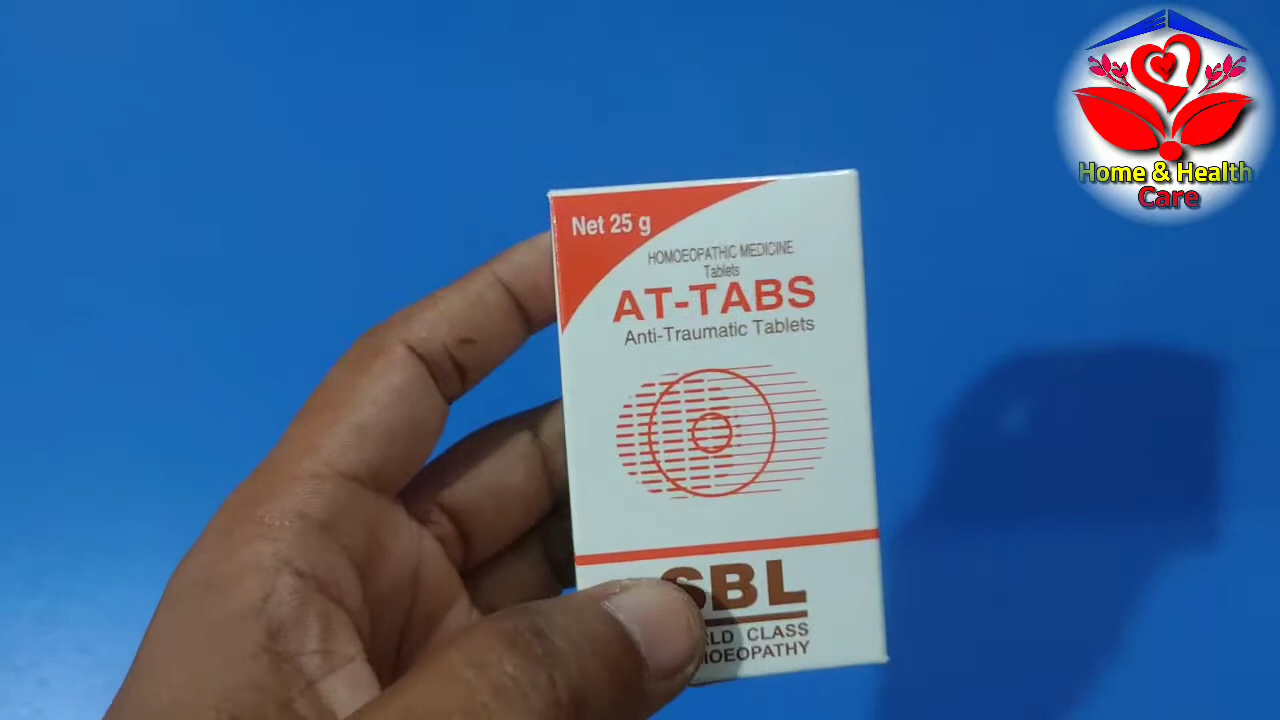 Home & Health
Care
Net 25 g
HOMOEOPATHIC MEDICINE
Tablets
AT-TABS
Anti-Traumatic Tablets
SBL
CLASS